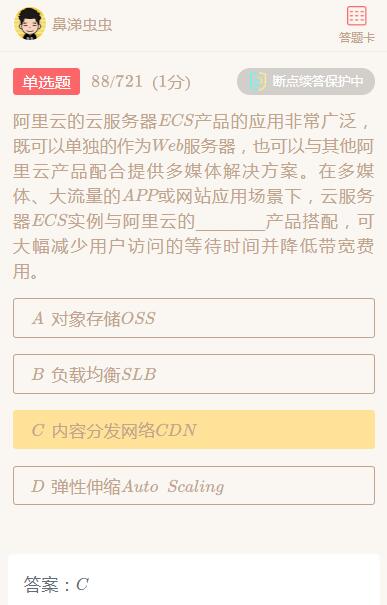 鼻涕虫虫
答题卡
单选题 88/721 (1分) 断点续答保护中
阿里云的云服务器ECS产品的应用非常广泛，
既可以单独的作为Web服务器，也可以与其他阿
里云产品配合提供多媒体解决方案。在多媒
体、大流量的APP或网站应用场景下，云服务
器ECS实例与阿里云的________产品搭配，可
大幅减少用户访问的等待时间并降低带宽费
用。
A 对象存储OSS
B 负载均衡SLB
C 内容分发网络CDN
D 弹性伸缩Auto Scaling
答案：C